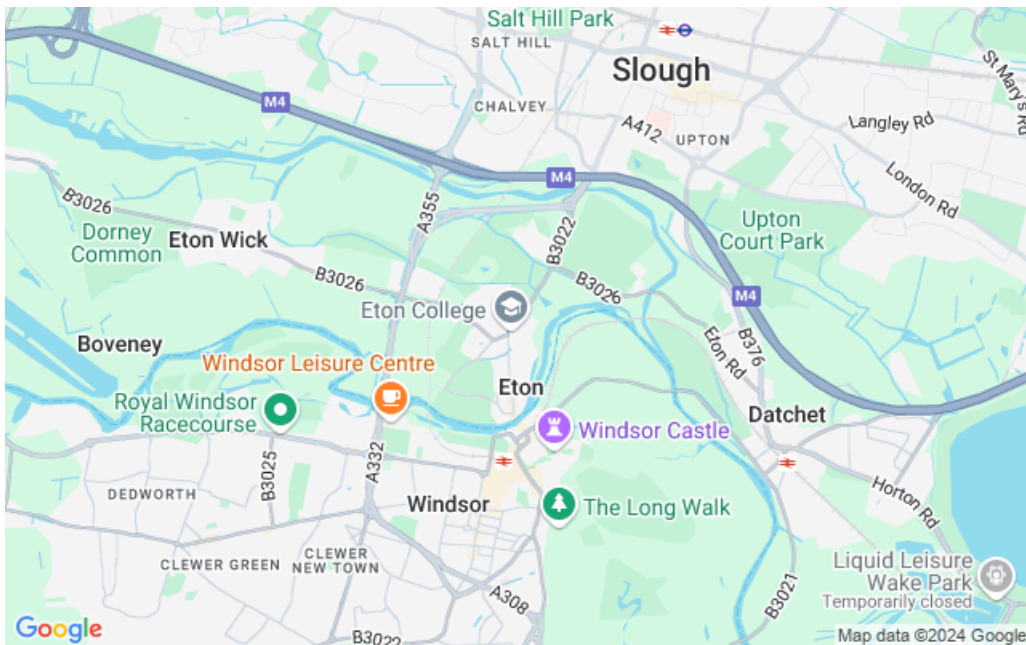 Salt Hill Park
SALT HILL
Slough
St Mary's Rd
M4
CHALVEY
A412
UPTON
Langley Rd
London Rd
M4
B3026
A355
Dorney
Common
Eton Wick
B3022
Upton
Court Park
B3026
B3026
M4
Eton College
Boveney
B376
Eton Rd
Windsor Leisure Centre
Eton
Royal Windsor
Racecourse
Datchet
Windsor Castle
A332
B3025
DEDWORTH
Windsor
The Long Walk
Horton Rd
CLEWER GREEN
CLEWER
NEW TOWN
Liquid Leisure
Wake Park
Temporarily closed
B3021
A308
B3022
Google
Map data ©2024 Google